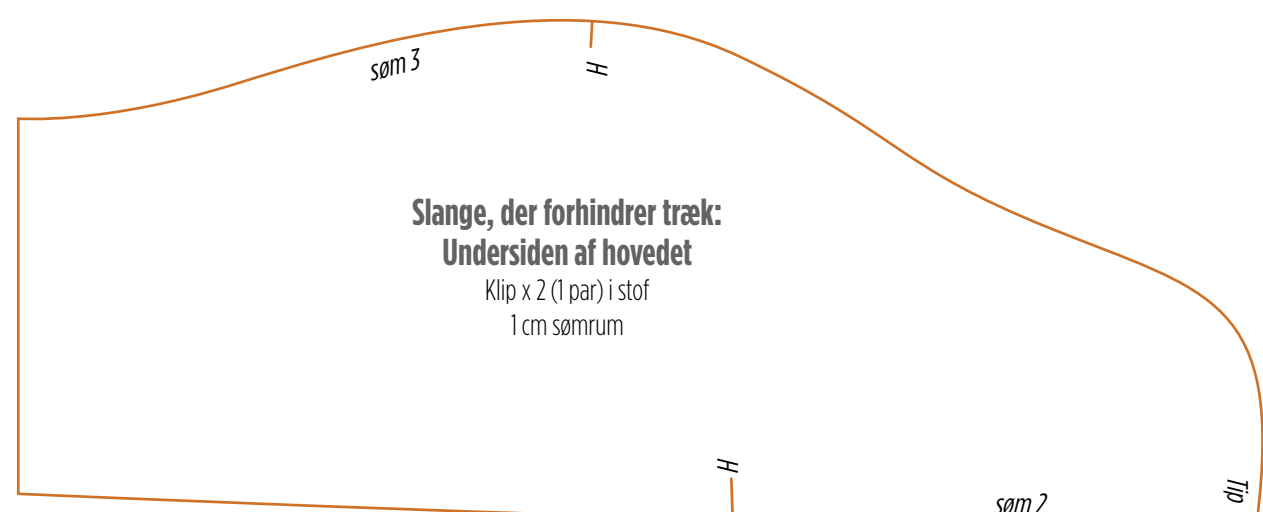 søm 3
H
Slange, der forhindrer træk:
Undersiden af hovedet
Klip x 2 (1 par) i stof
1 cm sømrum
H
Tip
søm 2